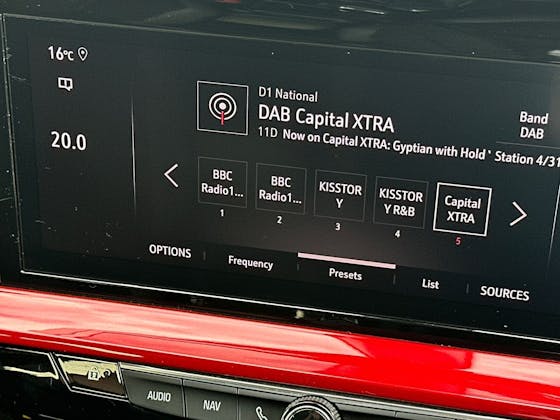 16°C
20.0
D1 National
DAB Capital XTRA
11D Now on Capital XTRA: Gyptian with Hold' Station 4/31
Band
DAB
BBC
Radio1...
1
BBC
Radio1...
2
KISSTOR
Y
3
KISSTOR
Y R&B
4
Capital
XTRA
5
OPTIONS
Frequency
Presets
List
SOURCES
AUDIO
NAV